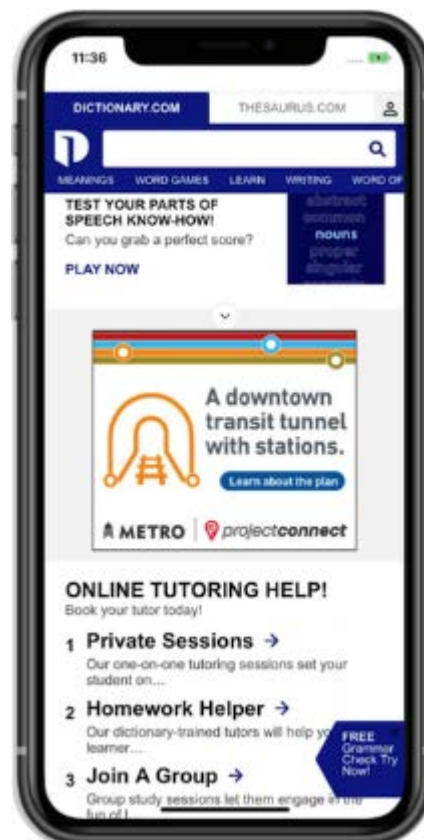 11:36
DICTIONARY.COM
THESAURUS.COM
MEANINGS WORD GAMES LEARN WRITING WORD OF
TEST YOUR PARTS OF
SPEECH KNOW-HOW!
Can you grab a perfect score?
PLAY NOW
abstract
common
nouns
proper
singular
A downtown
transit tunnel
with stations.
Learn about the plan
METRO
projectconnect
ONLINE TUTORING HELP!
Book your tutor today!
1 Private Sessions →
Our one-on-one tutoring sessions set your
student on...
2 Homework Helper →
Our dictionary-trained tutors will help yo
learner...
3 Join A Group →
Group study sessions let them engage in the
fun of
FREE
Grammar
Check Try
Now!